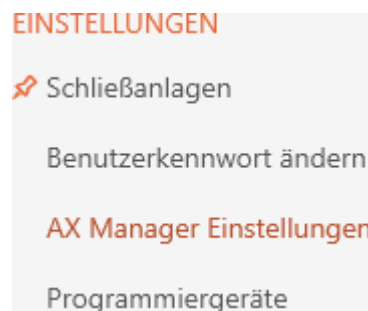 EINSTELLUNGEN
Schließanlagen
Benutzerkennwort ändern
AX Manager Einstellungen
Programmiergeräte